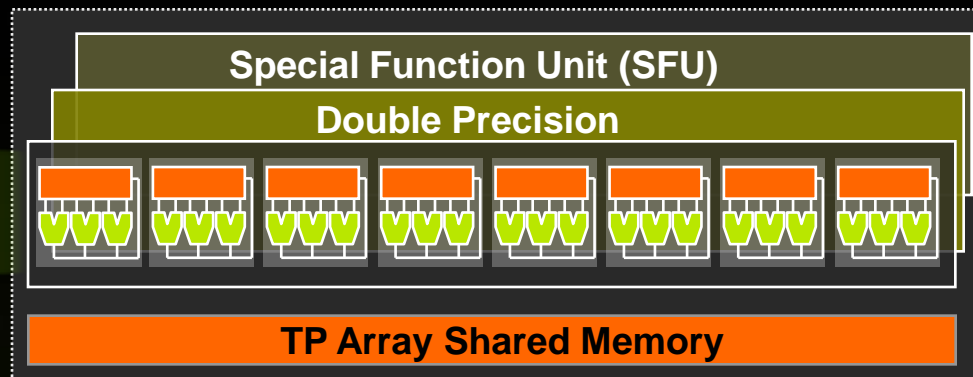 Special Function Unit (SFU)
Double Precision
TP Array Shared Memory